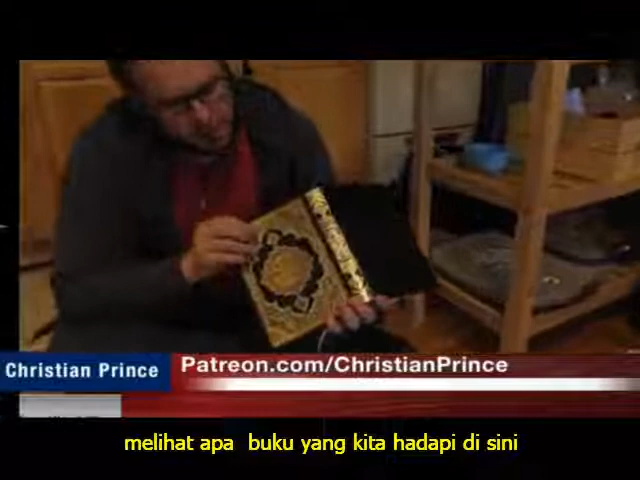 Christian Prince
Patreon.com/ChristianPrince
melihat apa buku yang kita hadapi di sini